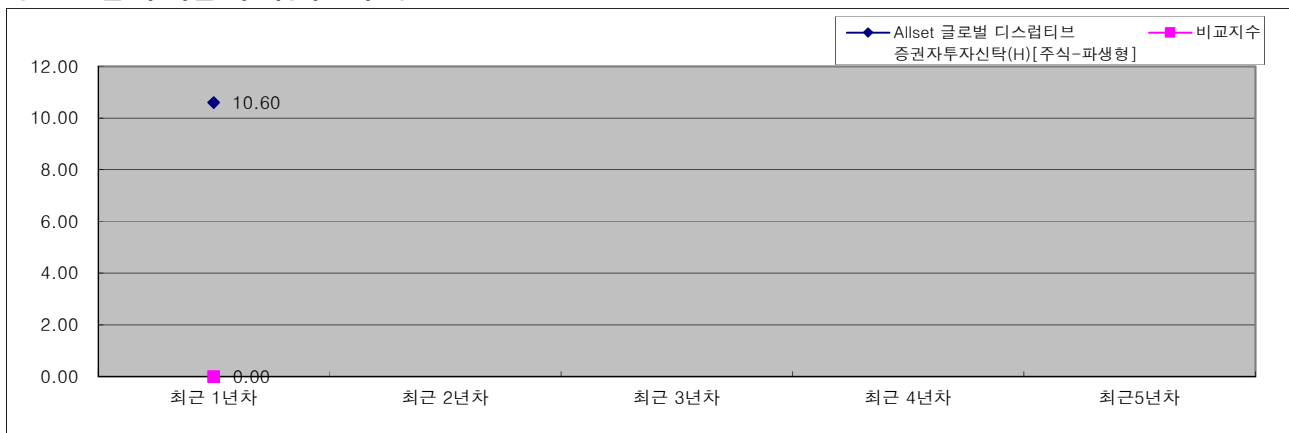 Allset 글로벌 디스럽티브
증권자투자신탁(H)[주식-파생형]
비교지수
12.00
10.60
10.00
8.00
6.00
4.00
2.00
0.00
0.00
최근 1년차
최근 2년차
최근 3년차
최근 4년차
최근5년차